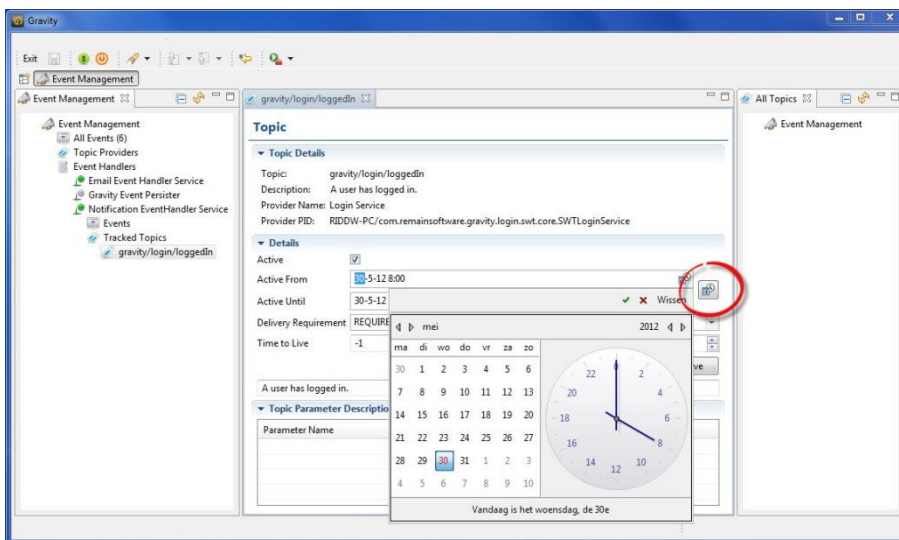 Gravity
Exit
Event Management
Event Management
Event Management
All Events (6)
Topic Providers
Event Handlers
Email Event Handler Service
Gravity Event Persister
Notification EventHandler Service
Events
Tracked Topics
gravity/login/loggedIn
gravity/login/loggedIn
Topic
Topic Details
Topic: gravity/login/loggedIn
Description: A user has logged in.
Provider Name: Login Service
Provider PID: RIDDW-PC/com.remainsoftware.gravity.login.swt.core.SWTLoginService
Details
Active
Active From 30-5-12 8:00
Active Until 30-5-12
Delivery Requirement REQUIRE
Time to Live -1
ve
A user has logged in.
Topic Parameter Descriptio
Parameter Name
Wissen
mei 2012
ma di wo do vr za zo
30 1 2 3 4 5 6
7 8 9 10 11 12 13
14 15 16 17 18 19 20
21 22 23 24 25 26 27
28 29 30 31 1 2 3
4 5 6 7 8 9 10
22 0 2
20 4
18 6
16 8
14 12 10
Vandaag is het woensdag, de 30e
All Topics
Event Management